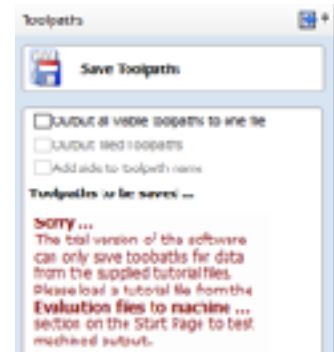 Toolpaths
Save Toolpaths
Output all visible toolpaths to one file
Output tiled toolpaths
Add side to toolpath name
Toolpaths to be saved ...
Sorry ...
The trial version of the software
can only save toolpaths for data
from the supplied tutorial files.
Please load a tutorial file from the
Evaluation files to machine ...
section on the Start Page to test
machined output.